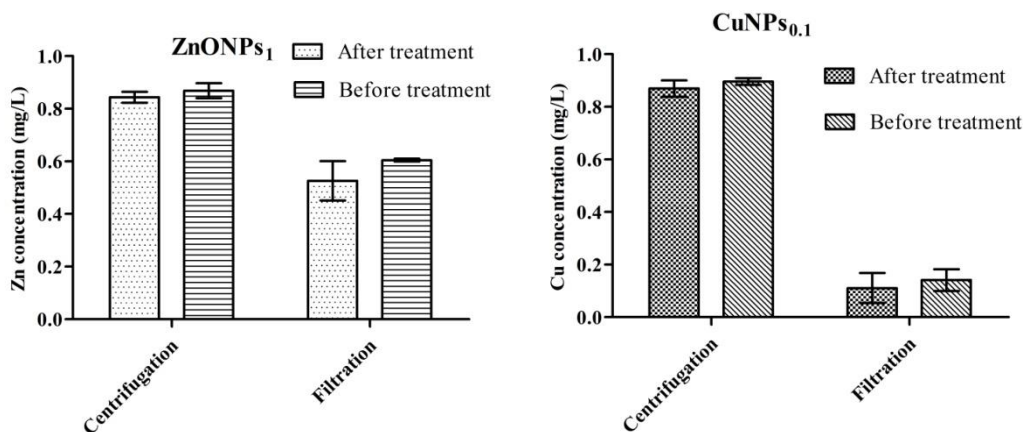 ZnONPs1
After treatment
Before treatment
Zn concentration (mg/L)
1.0
0.8
0.6
0.4
0.2
0.0
Centrifugation
Filtration
CuNPs0.1
After treatment
Before treatment
Cu concentration (mg/L)
1.0
0.8
0.6
0.4
0.2
0.0
Centrifugation
Filtration